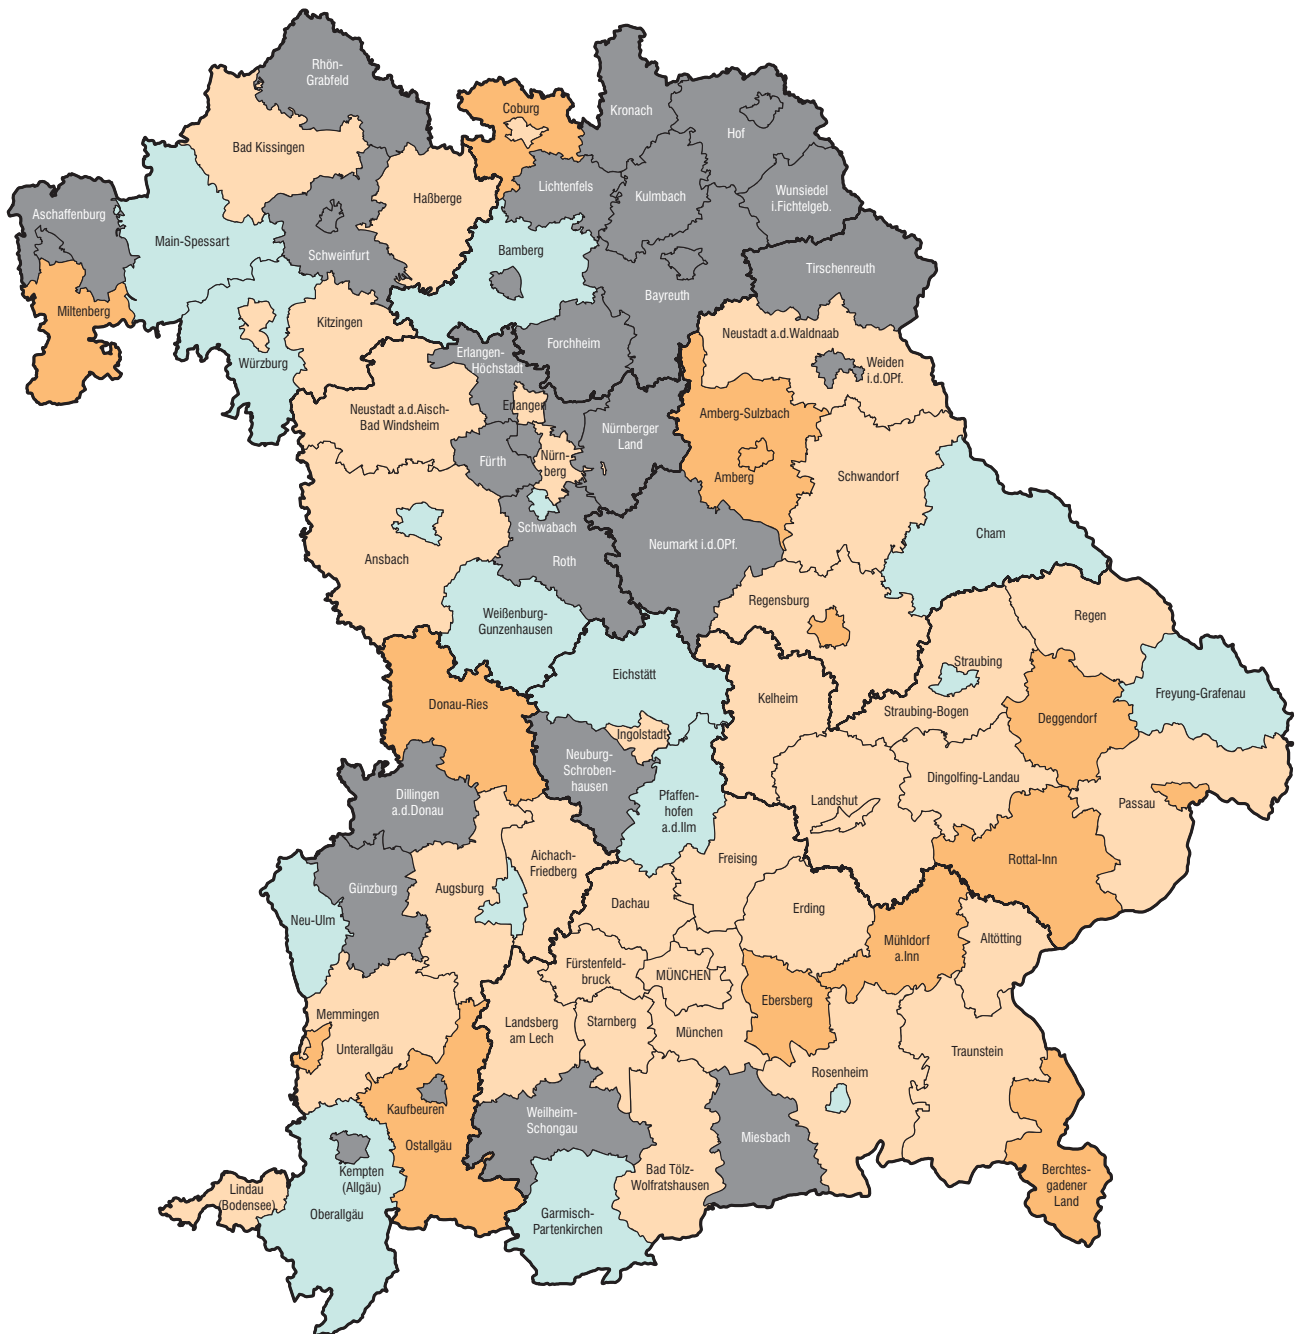 Rhön-
Grabfeld
Coburg
Kronach
Hof
Bad Kissingen
Lichtenfels
Kulmbach
Wunsiedel
i.Fichtelgeb.
Haßberge
Aschaffenburg
Main-Spessart
Schweinfurt
Bamberg
Tirschenreuth
Bayreuth
Miltenberg
Kitzingen
Neustadt a.d.Waldnaab
Forchheim
Erlangen-
Höchstadt
Würzburg
Weiden
i.d.OPf.
Erlangen
Neustadt a.d.Aisch-
Bad Windsheim
Amberg-Sulzbach
Nürnberger
Land
Fürth
Nürn-
berg
Amberg
Schwandorf
Schwabach
Cham
Neumarkt i.d.OPf.
Ansbach
Roth
Regensburg
Weißenburg-
Gunzenhausen
Regen
Straubing
Eichstätt
Freyung-Grafenau
Kelheim
Donau-Ries
Straubing-Bogen
Deggendorf
Ingolstadt
Neuburg-
Schroben-
hausen
Dingolfing-Landau
Dillingen
a.d.Donau
Pfaffen-
hofen
a.d.Ilm
Landshut
Passau
Aichach-
Friedberg
Freising
Rottal-Inn
Günzburg
Augsburg
Dachau
Erding
Neu-Ulm
Mühldorf
a.Inn
Altötting
Fürstenfeld-
bruck
MÜNCHEN
Ebersberg
Memmingen
Landsberg
am Lech
Starnberg
München
Unterallgäu
Traunstein
Rosenheim
Kaufbeuren
Weilheim-
Schongau
Miesbach
Ostallgäu
Kempten
(Allgäu)
Bad Tölz-
Wolfratshausen
Berchtes-
gadener
Land
Lindau
(Bodensee)
Oberallgäu
Garmisch-
Partenkirchen